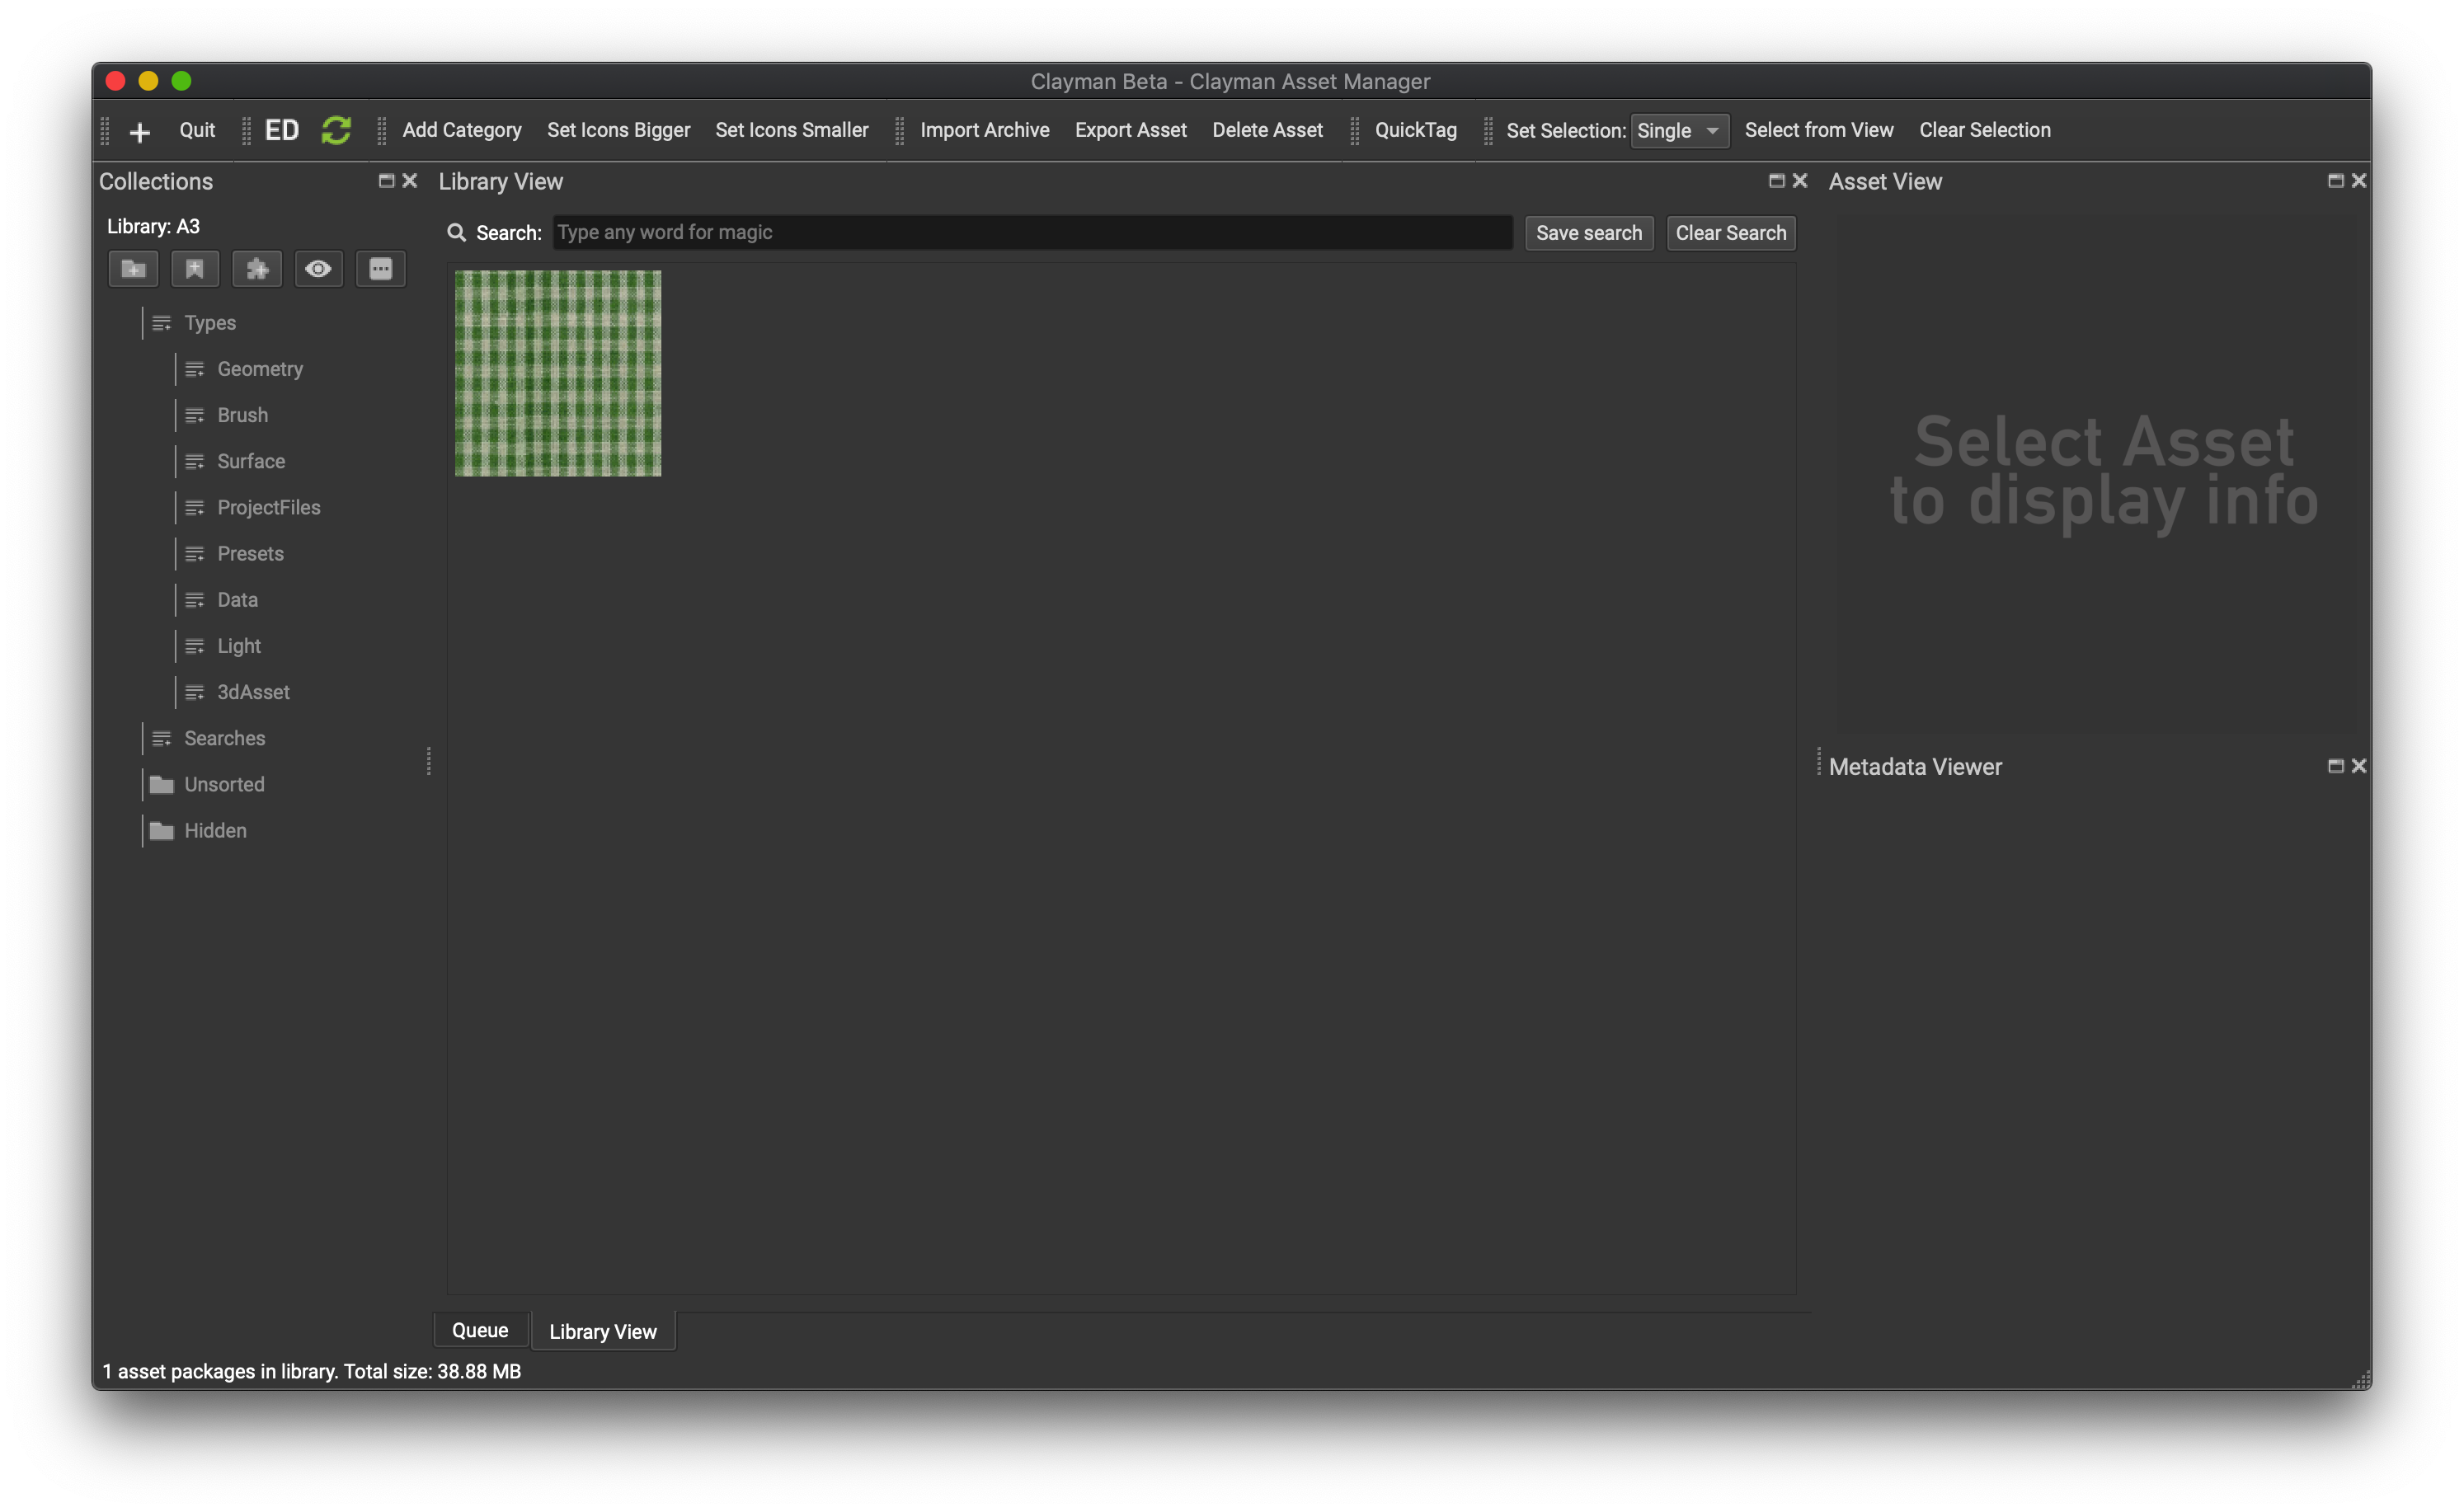 Clayman Beta - Clayman Asset Manager
Quit ED Add Category Set Icons Bigger Set Icons Smaller Import Archive Export Asset Delete Asset QuickTag Set Selection: Single Select from View Clear Selection
Collections
Library: A3
Types
Geometry
Brush
Surface
ProjectFiles
Presets
Data
Light
3dAsset
Searches
Unsorted
Hidden
Library View
Search: Type any word for magic Save search Clear Search
Queue Library View
Asset View
Select Asset
to display info
Metadata Viewer
1 asset packages in library. Total size: 38.88 MB